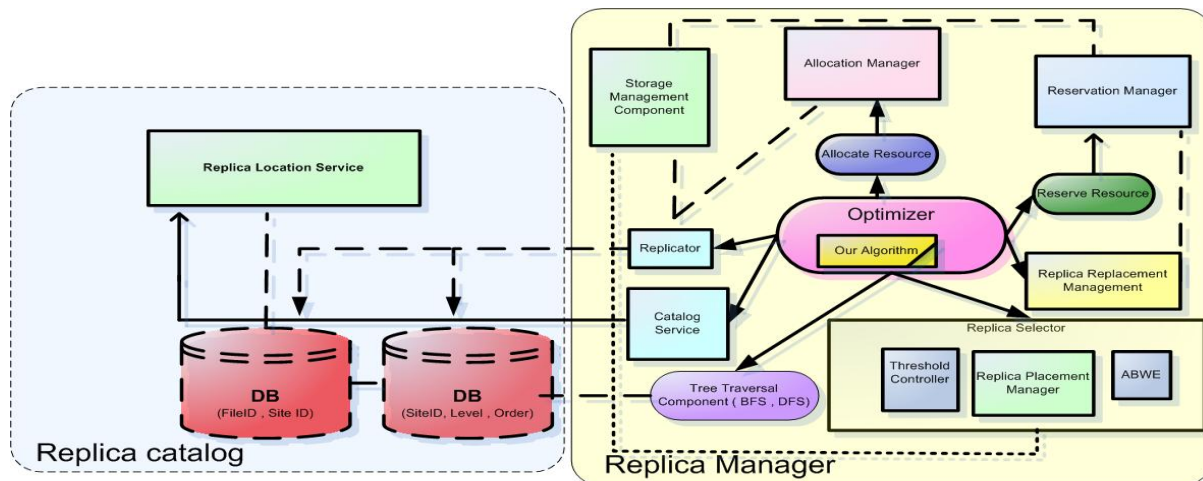 Replica Location Service
DB
(FileID , Site ID)
DB
(SiteID, Level , Order)
Replica catalog
Storage
Management
Component
Allocation Manager
Reservation Manager
Allocate Resource
Reserve Resource
Optimizer
Our Algorithm
Replicator
Replica Replacement
Management
Catalog
Service
Replica Selector
Threshold
Controller
Replica Placement
Manager
ABWE
Tree Traversal
Component ( BFS , DFS)
Replica Manager